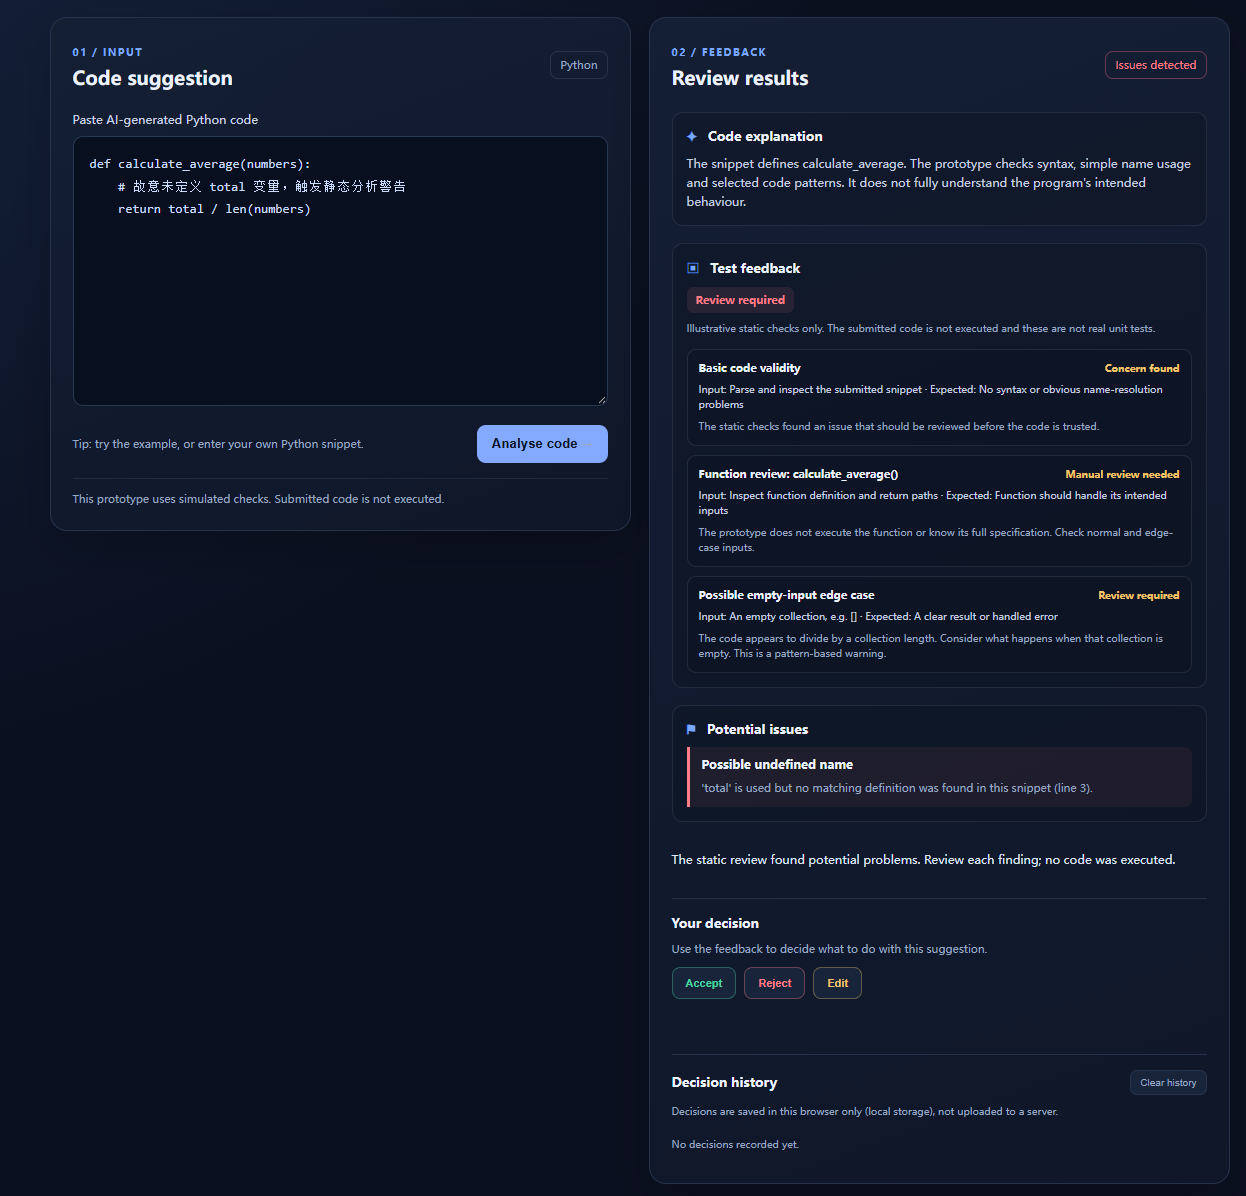 01 / INPUT
Code suggestion
Python
Paste AI-generated Python code
def calculate_average(numbers):
# 故意未定义 total 变量，触发静态分析警告
return total / len(numbers)
Tip: try the example, or enter your own Python snippet.
Analyse code
This prototype uses simulated checks. Submitted code is not executed.
02 / FEEDBACK
Review results
Issues detected
Code explanation
The snippet defines calculate_average. The prototype checks syntax, simple name usage
and selected code patterns. It does not fully understand the program's intended
behaviour.
Test feedback
Review required
Illustrative static checks only. The submitted code is not executed and these are not real unit tests.
Basic code validity
Concern found
Input: Parse and inspect the submitted snippet · Expected: No syntax or obvious name-resolution
problems
The static checks found an issue that should be reviewed before the code is trusted.
Function review: calculate_average()
Manual review needed
Input: Inspect function definition and return paths · Expected: Function should handle its intended
inputs
The prototype does not execute the function or know its full specification. Check normal and edge-
case inputs.
Possible empty-input edge case
Review required
Input: An empty collection, e.g. [] · Expected: A clear result or handled error
The code appears to divide by a collection length. Consider what happens when that collection is
empty. This is a pattern-based warning.
Potential issues
Possible undefined name
'total' is used but no matching definition was found in this snippet (line 3).
The static review found potential problems. Review each finding; no code was executed.
Your decision
Use the feedback to decide what to do with this suggestion.
Accept
Reject
Edit
Decision history
Clear history
Decisions are saved in this browser only (local storage), not uploaded to a server.
No decisions recorded yet.